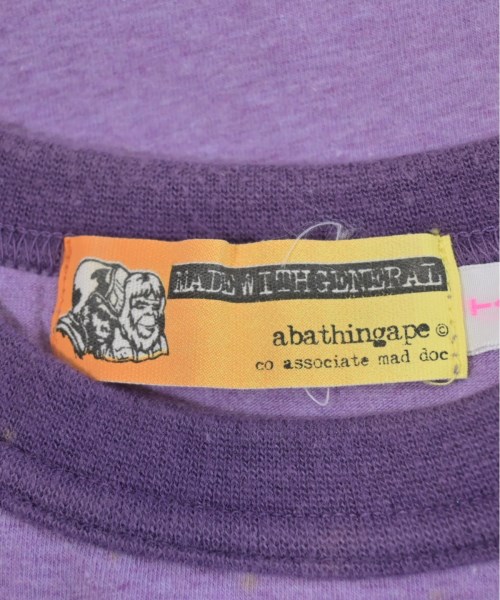 MADE WITH GENERAL
abathingape ©
co associate mad doc